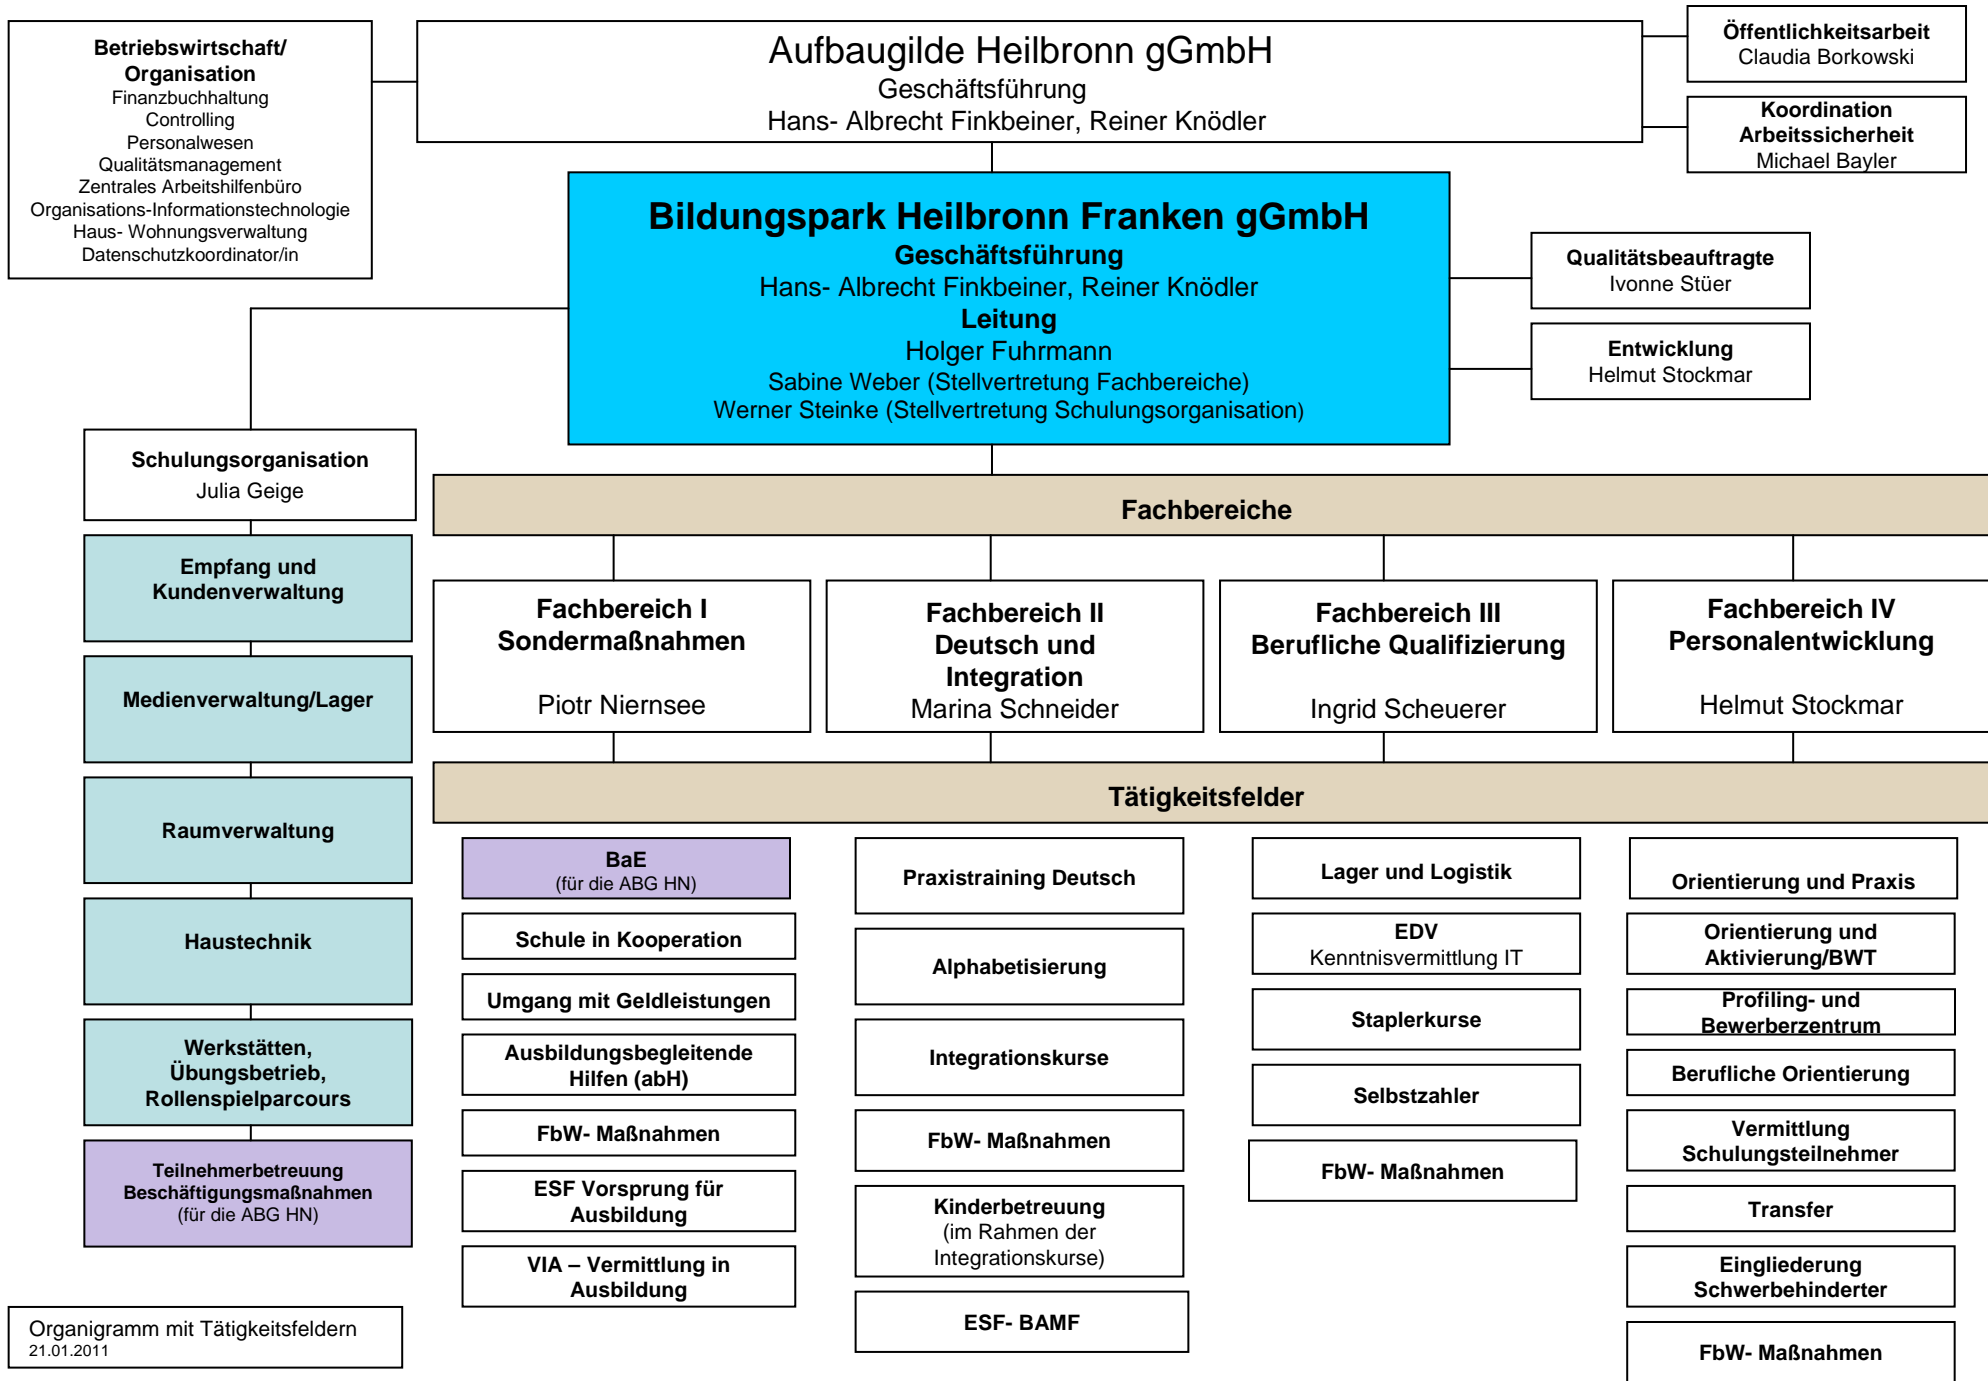 Betriebswirtschaft/
Organisation
Finanzbuchhaltung
Controlling
Personalwesen
Qualitätsmanagement
Zentrales Arbeitshilfenbüro
Organisations-Informationstechnologie
Haus- Wohnungsverwaltung
Datenschutzkoordinator/in
Aufbaugilde Heilbronn gGmbH
Geschäftsführung
Hans- Albrecht Finkbeiner, Reiner Knödler
Öffentlichkeitsarbeit
Claudia Borkowski
Koordination
Arbeitssicherheit
Michael Bayler
Bildungspark Heilbronn Franken gGmbH
Geschäftsführung
Hans- Albrecht Finkbeiner, Reiner Knödler
Leitung
Holger Fuhrmann
Sabine Weber (Stellvertretung Fachbereiche)
Werner Steinke (Stellvertretung Schulungsorganisation)
Qualitätsbeauftragte
Ivonne Stüer
Entwicklung
Helmut Stockmar
Schulungsorganisation
Julia Geige
Empfang und
Kundenverwaltung
Medienverwaltung/Lager
Raumverwaltung
Haustechnik
Werkstätten,
Übungsbetrieb,
Rollenspielparcours
Teilnehmerbetreuung
Beschäftigungsmaßnahmen
(für die ABG HN)
Fachbereiche
Fachbereich I
Sondermaßnahmen
Piotr Niernsee
Fachbereich II
Deutsch und
Integration
Marina Schneider
Fachbereich III
Berufliche Qualifizierung
Ingrid Scheuerer
Fachbereich IV
Personalentwicklung
Helmut Stockmar
Tätigkeitsfelder
BaE
(für die ABG HN)
Schule in Kooperation
Umgang mit Geldleistungen
Ausbildungsbegleitende
Hilfen (abH)
FbW- Maßnahmen
ESF Vorsprung für
Ausbildung
VIA – Vermittlung in
Ausbildung
Praxistraining Deutsch
Alphabetisierung
Integrationskurse
FbW- Maßnahmen
Kinderbetreuung
(im Rahmen der
Integrationskurse)
ESF- BAMF
Lager und Logistik
EDV
Kenntnisvermittlung IT
Staplerkurse
Selbstzahler
FbW- Maßnahmen
Orientierung und Praxis
Orientierung und
Aktivierung/BWT
Profiling- und
Bewerberzentrum
Berufliche Orientierung
Vermittlung
Schulungsteilnehmer
Transfer
Eingliederung
Schwerbehinderter
FbW- Maßnahmen
Organigramm mit Tätigkeitsfeldern
21.01.2011